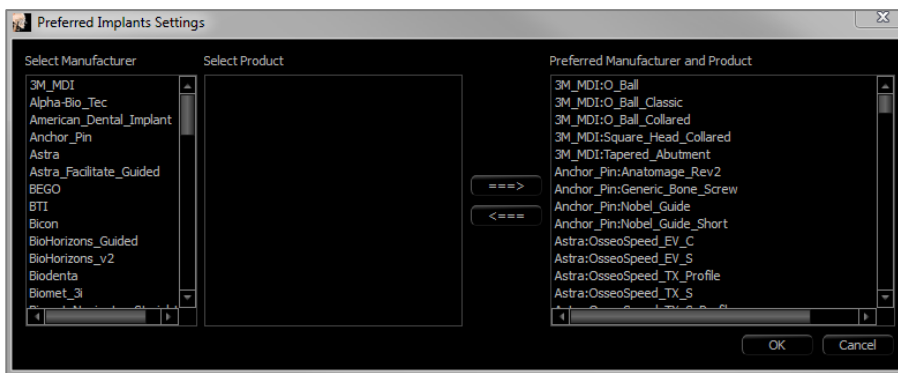 Preferred Implants Settings
Select Manufacturer
3M_MDI
Alpha-Bio_Tec
American_Dental_Implant
Anchor_Pin
Astra
Astra_Facilitate_Guided
BEGO
BTI
Bicon
BioHorizons_Guided
BioHorizons_v2
Biodenta
Biomet_3i
Select Product
===>
<===
Preferred Manufacturer and Product
3M_MDI:O_Ball
3M_MDI:O_Ball_Classic
3M_MDI:O_Ball_Collared
3M_MDI:Square_Head_Collared
3M_MDI:Tapered_Abutment
Anchor_Pin:Anatomage_Rev2
Anchor_Pin:Generic_Bone_Screw
Anchor_Pin:Nobel_Guide
Anchor_Pin:Nobel_Guide_Short
Astra:OsseoSpeed_EV_C
Astra:OsseoSpeed_EV_S
Astra:OsseoSpeed_TX_Profile
Astra:OsseoSpeed_TX_S
OK
Cancel